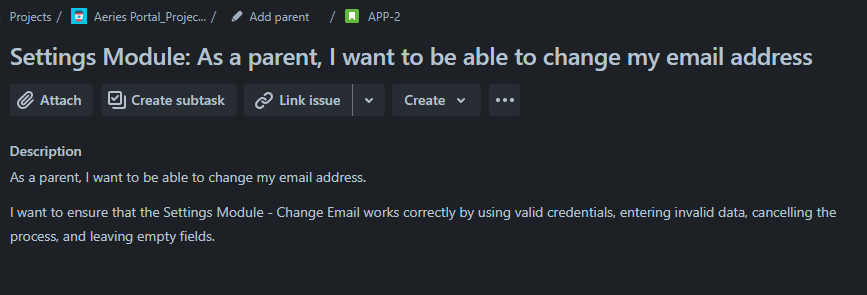 Projects / Aeries Portal_Projec... / Add parent / APP-2
Settings Module: As a parent, I want to be able to change my email address
Attach Create subtask Link issue Create
Description
As a parent, I want to be able to change my email address.
I want to ensure that the Settings Module - Change Email works correctly by using valid credentials, entering invalid data, cancelling the
process, and leaving empty fields.